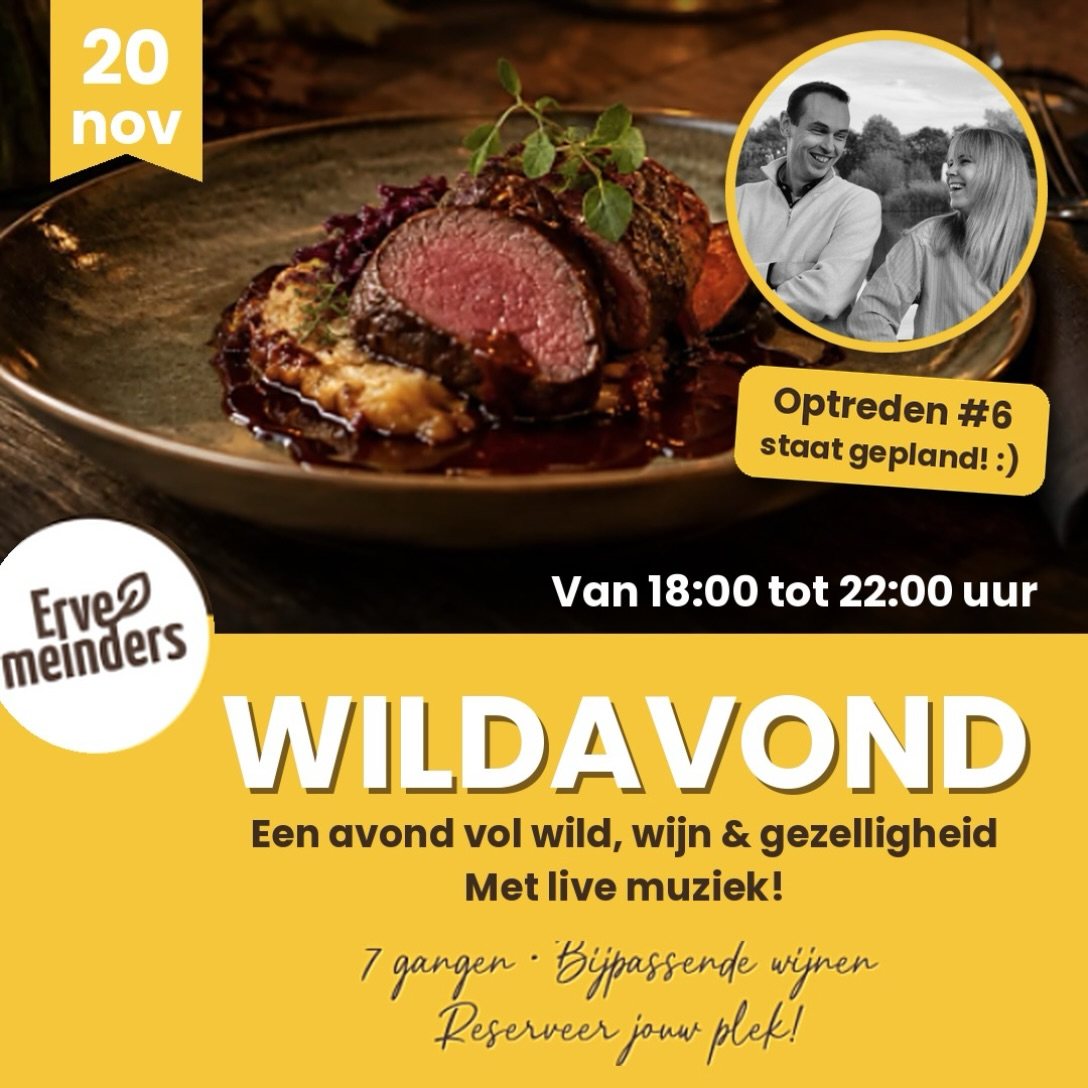 20
nov
Optreden #6
staat gepland! :)
Van 18:00 tot 22:00 uur
Erve
meinders
WILDAVOND
Een avond vol wild, wijn & gezelligheid
Met live muziek!
7 gangen • Bijpassende wijnen
Reserveer jouw plek!